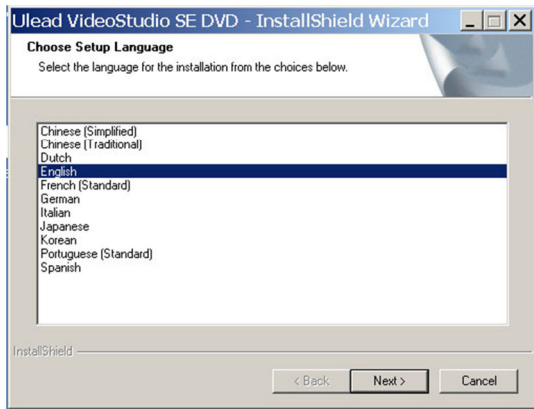 Ulead VideoStudio SE DVD - InstallShield Wizard
Choose Setup Language
Select the language for the installation from the choices below.
Chinese (Simplified)
Chinese (Traditional)
Dutch
English
French (Standard)
German
Italian
Japanese
Korean
Portuguese (Standard)
Spanish
InstallShield
< Back
Next >
Cancel